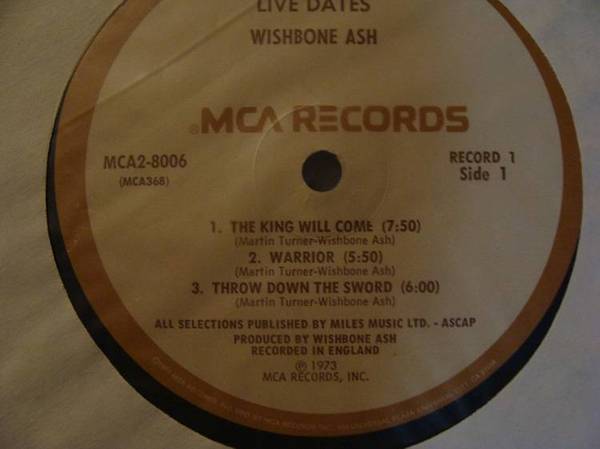 LIVE DATES
WISHBONE ASH
MCA RECORDS
MCA2-8006
(MCA368)
RECORD 1
Side 1
1. THE KING WILL COME (7:50)
(Martin Turner-Wishbone Ash)
2. WARRIOR (5:50)
(Martin Turner-Wishbone Ash)
3. THROW DOWN THE SWORD (6:00)
(Martin Turner-Wishbone Ash)
ALL SELECTIONS PUBLISHED BY MILES MUSIC LTD. - ASCAP
PRODUCED BY WISHBONE ASH
RECORDED IN ENGLAND
℗ 1973
MCA RECORDS, INC.